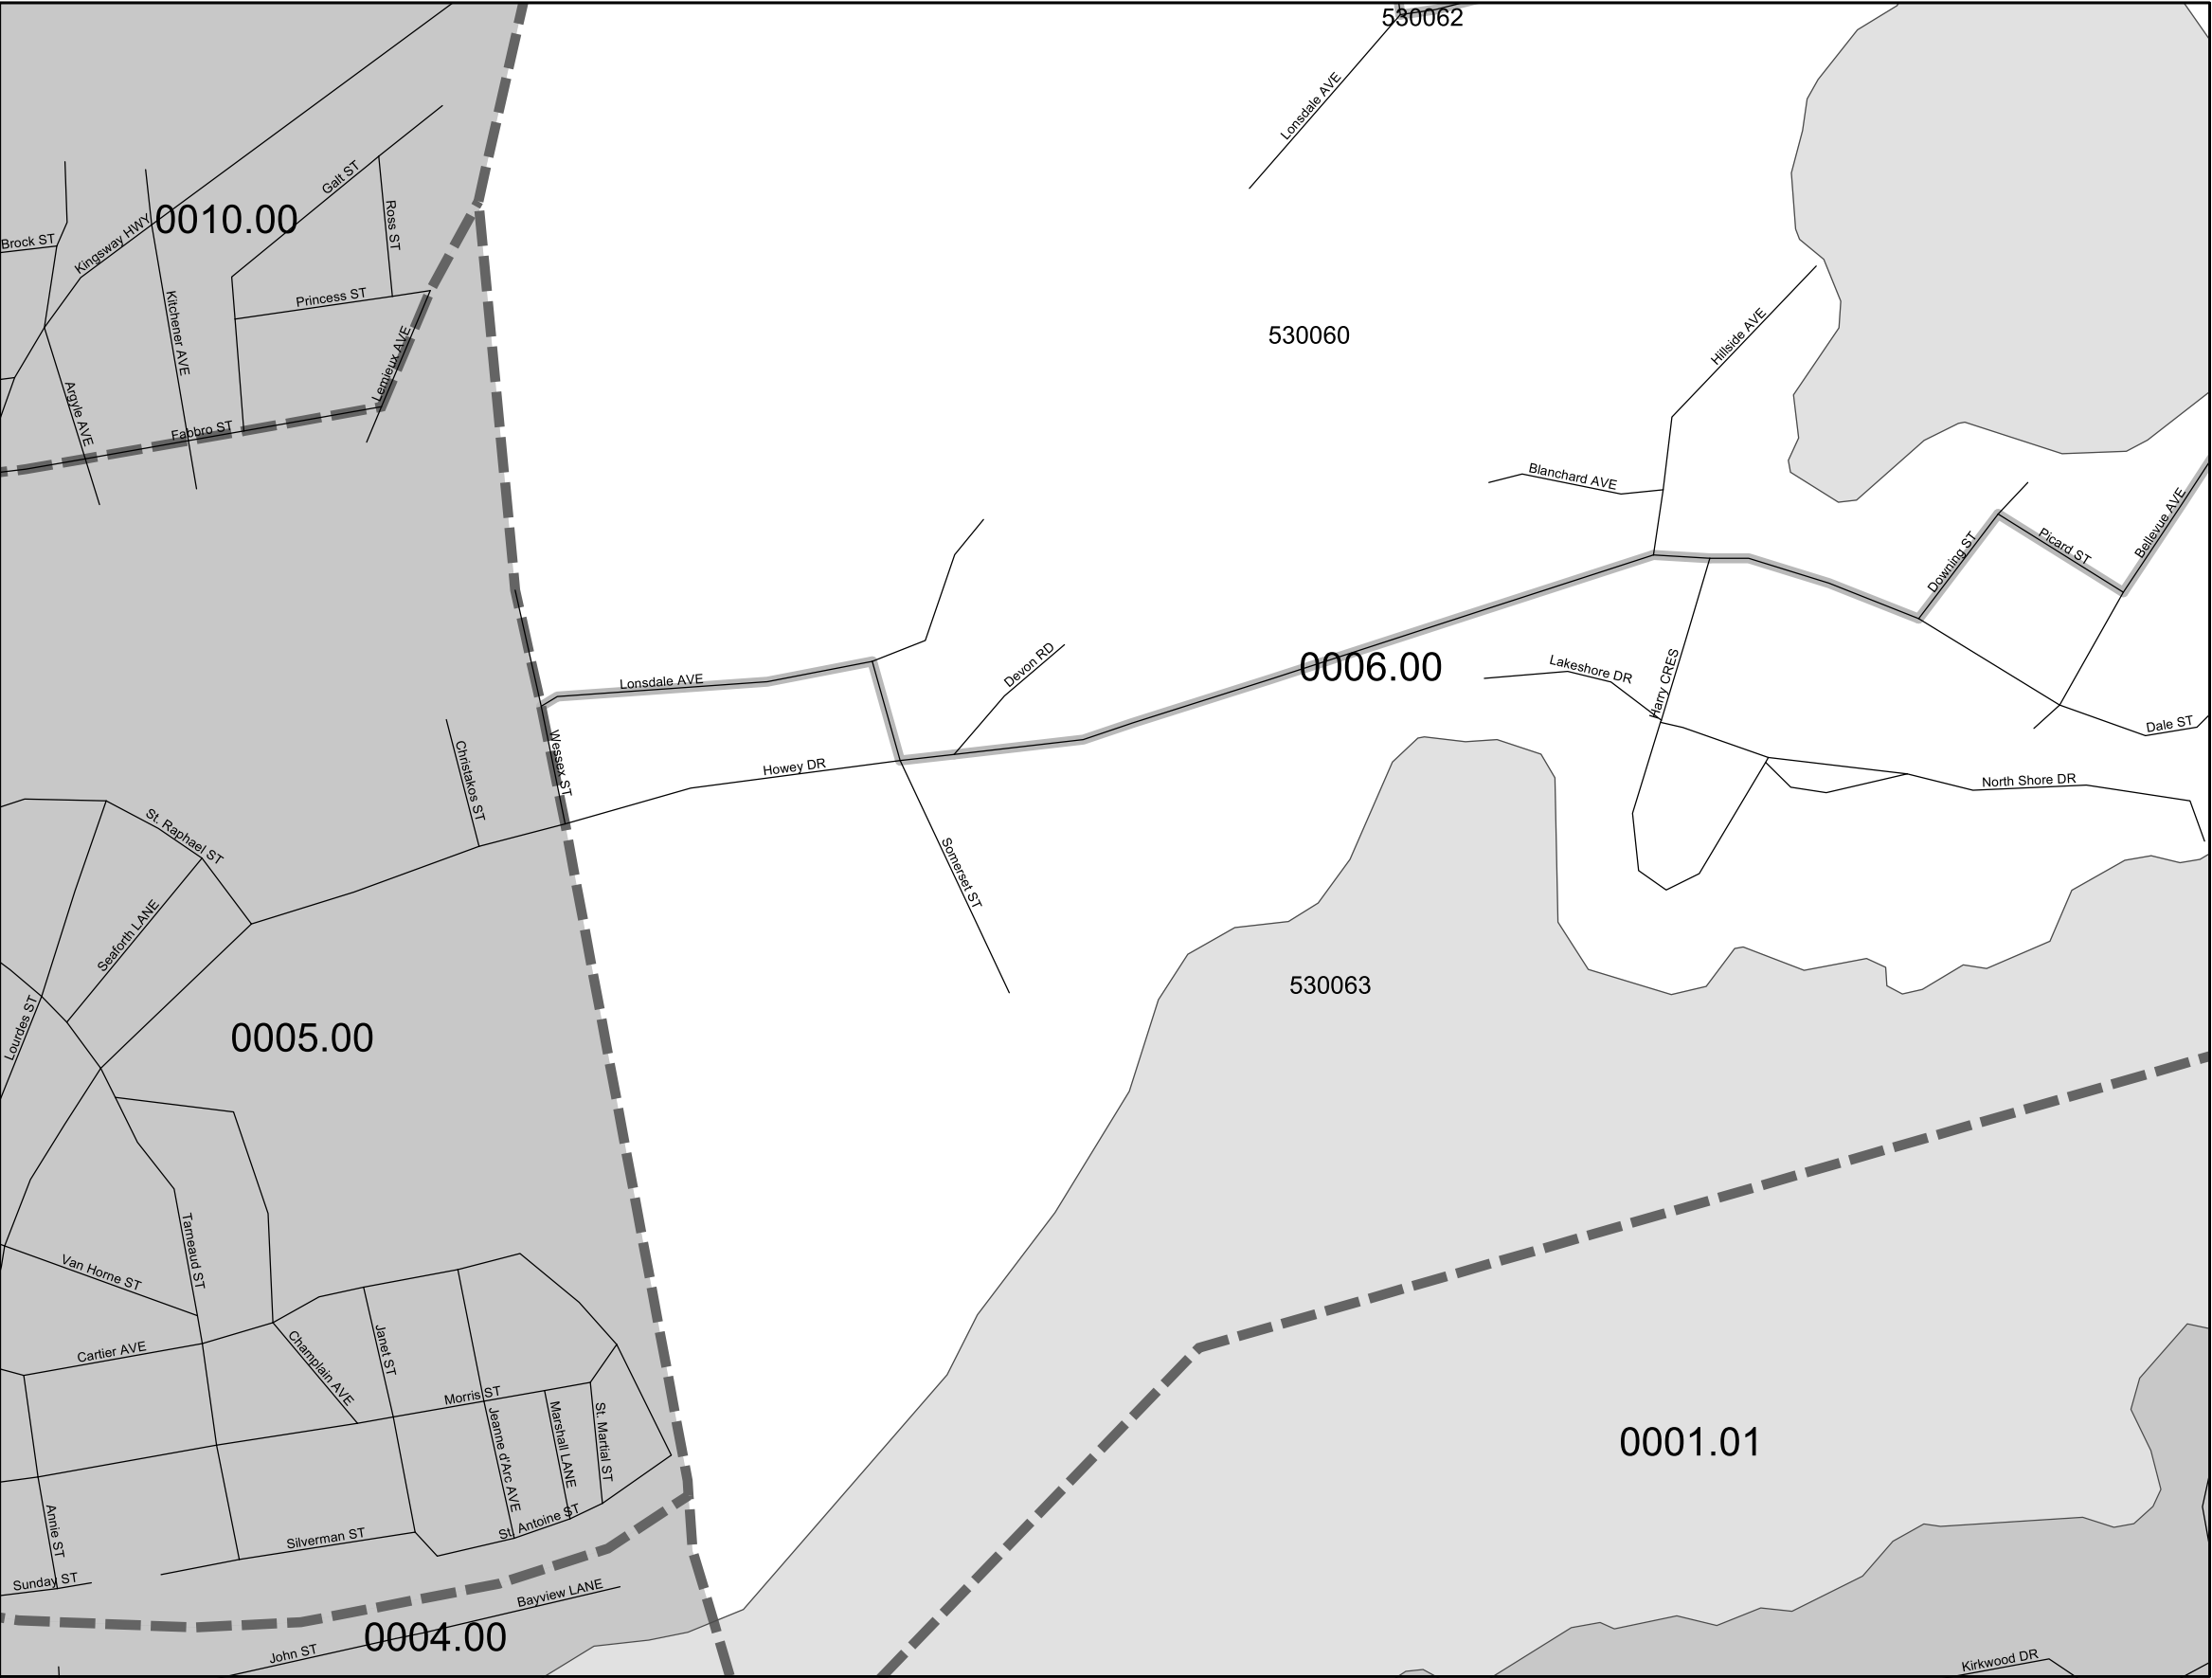 530062
Lonsdale AVE
Galt ST
Ross ST
0010.00
Brock ST
Kingsway HWY
Kitchener AVE
Princess ST
Lemieux AVE
Argyle AVE
Fabbro ST
530060
Hillside AVE
Blanchard AVE
Downing ST
Picard ST
Bellevue AVE
Lonsdale AVE
Devon RD
0006.00
Lakeshore DR
Harry CRES
Dale ST
Christakos ST
Wessex ST
Howey DR
North Shore DR
St. Raphael ST
Somerset ST
Seaforth LANE
530063
Lourdes ST
0005.00
Tarneaud ST
Van Horne ST
Cartier AVE
Champlain AVE
Janet ST
Morris ST
Jeanne d'Arc AVE
Marshall LANE
St. Martial ST
0001.01
Annie ST
Silverman ST
St. Antoine ST
Sunday ST
Bayview LANE
0004.00
John ST
Kirkwood DR